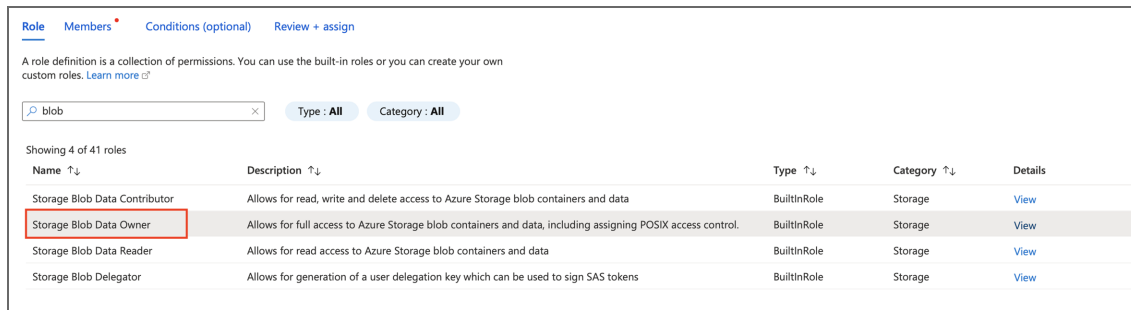 Role Members Conditions (optional) Review + assign
A role definition is a collection of permissions. You can use the built-in roles or you can create your own
custom roles. Learn more
blob Type : All Category : All
Showing 4 of 41 roles
Name ↑↓ Description ↑↓ Type ↑↓ Category ↑↓ Details
Storage Blob Data Contributor Allows for read, write and delete access to Azure Storage blob containers and data BuiltInRole Storage View
Storage Blob Data Owner Allows for full access to Azure Storage blob containers and data, including assigning POSIX access control. BuiltInRole Storage View
Storage Blob Data Reader Allows for read access to Azure Storage blob containers and data BuiltInRole Storage View
Storage Blob Delegator Allows for generation of a user delegation key which can be used to sign SAS tokens BuiltInRole Storage View